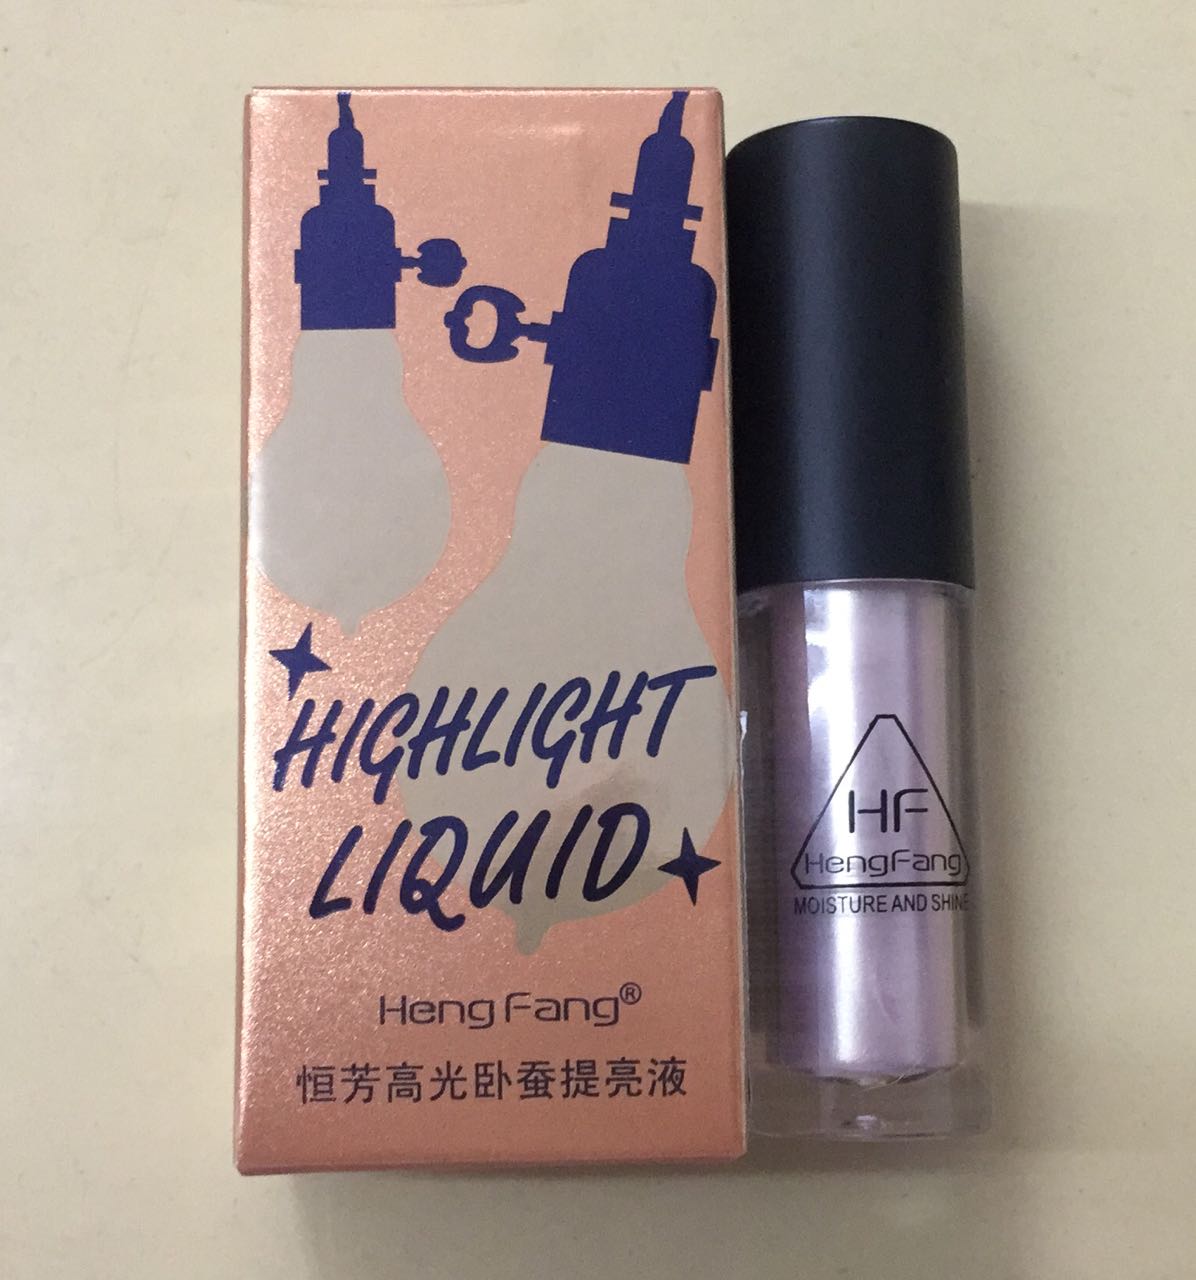 HIGHLIGHT
LIQUID
Heng Fang®
恒芳高光卧蚕提亮液
HF
HengFang
MOISTURE AND SHINE